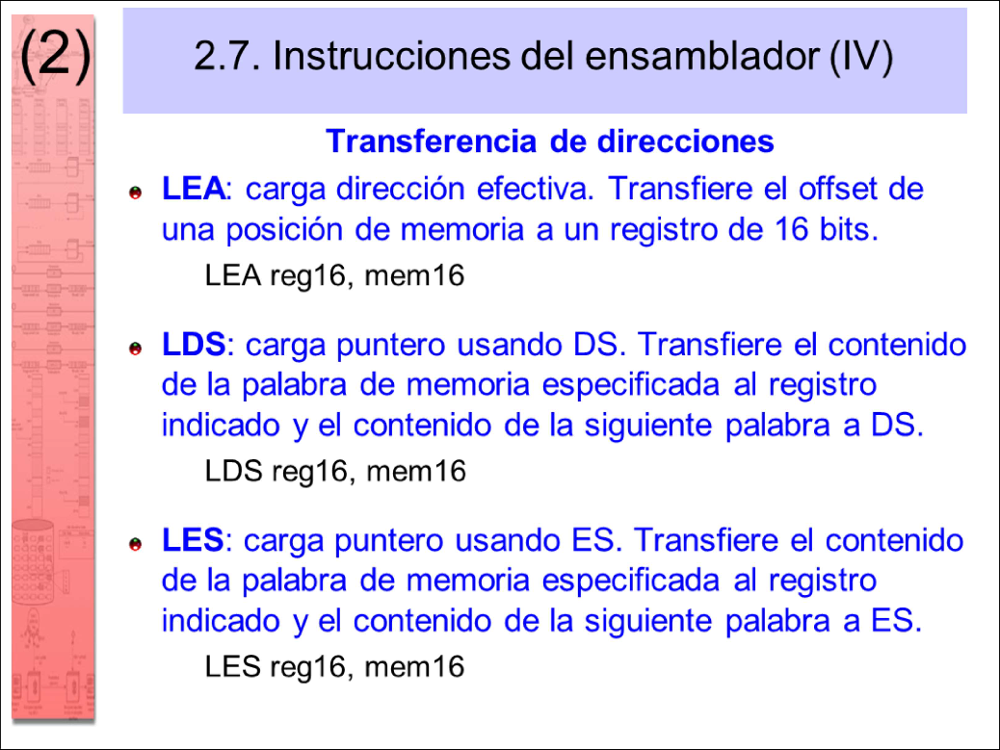 (2)
2.7. Instrucciones del ensamblador (IV)
Transferencia de direcciones
LEA: carga dirección efectiva. Transfiere el offset de
una posición de memoria a un registro de 16 bits.
LEA reg16, mem16
LDS: carga puntero usando DS. Transfiere el contenido
de la palabra de memoria especificada al registro
indicado y el contenido de la siguiente palabra a DS.
LDS reg16, mem16
LES: carga puntero usando ES. Transfiere el contenido
de la palabra de memoria especificada al registro
indicado y el contenido de la siguiente palabra a ES.
LES reg16, mem16